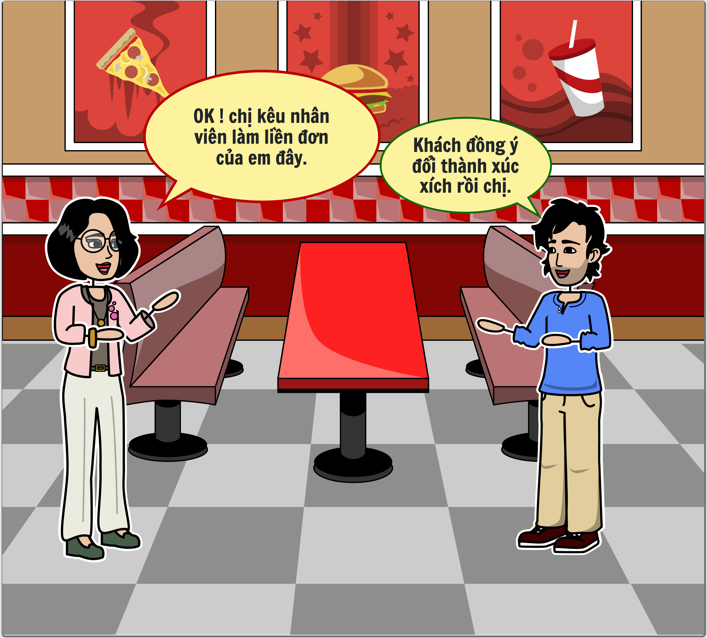 OK ! chị kêu nhân
viên làm liền đơn
của em đây.
Khách đồng ý
đổi thành xúc
xích rồi chị.